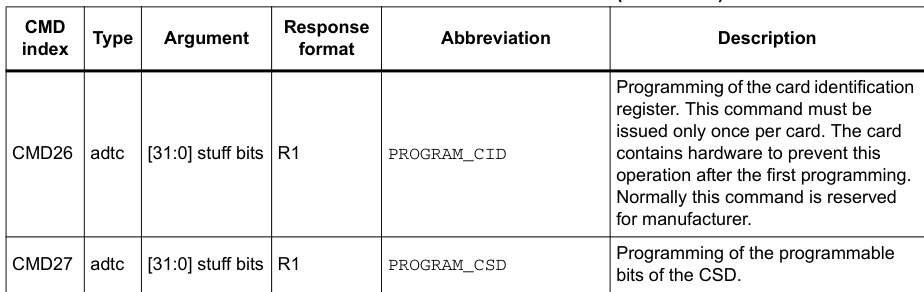 CMD index Type Argument Response format Abbreviation Description
CMD26 adtc [31:0] stuff bits R1 PROGRAM_CID Programming of the card identification
register. This command must be
issued only once per card. The card
contains hardware to prevent this
operation after the first programming.
Normally this command is reserved
for manufacturer.
CMD27 adtc [31:0] stuff bits R1 PROGRAM_CSD Programming of the programmable
bits of the CSD.